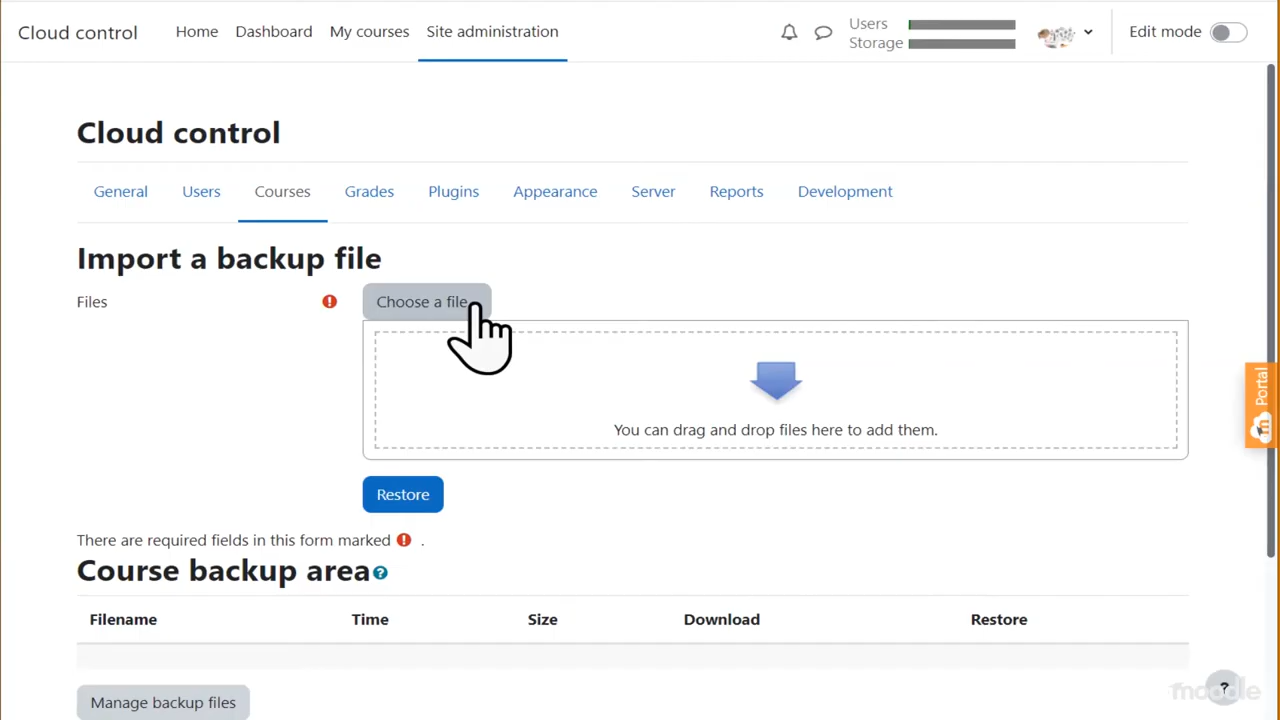 Cloud control
Home
Dashboard
My courses
Site administration
Users
Storage
Edit mode
Cloud control
General
Users
Courses
Grades
Plugins
Appearance
Server
Reports
Development
Import a backup file
Files
Choose a file
You can drag and drop files here to add them.
Portal
Restore
There are required fields in this form marked .
Course backup area
Filename
Time
Size
Download
Restore
Manage backup files
moodle
?